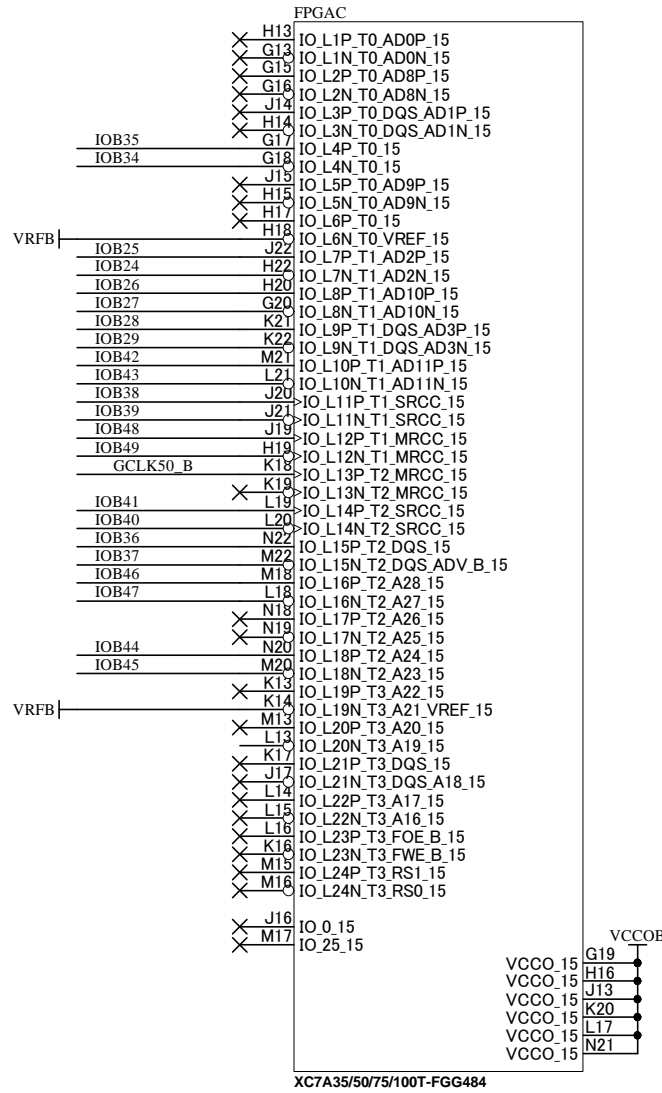 FPGAC
H13 IO_L1P_T0_AD0P_15
G13 IO_L1N_T0_AD0N_15
G15 IO_L2P_T0_AD8P_15
G16 IO_L2N_T0_AD8N_15
J14 IO_L3P_T0_DQS_AD1P_15
H14 IO_L3N_T0_DQS_AD1N_15
IOB35 G17 IO_L4P_T0_15
IOB34 G18 IO_L4N_T0_15
J15 IO_L5P_T0_AD9P_15
H15 IO_L5N_T0_AD9N_15
H17 IO_L6P_T0_15
VRFB H18 IO_L6N_T0_VREF_15
IOB25 J22 IO_L7P_T1_AD2P_15
IOB24 H22 IO_L7N_T1_AD2N_15
IOB26 H20 IO_L8P_T1_AD10P_15
IOB27 G20 IO_L8N_T1_AD10N_15
IOB28 K21 IO_L9P_T1_DQS_AD3P_15
IOB29 K22 IO_L9N_T1_DQS_AD3N_15
IOB42 M21 IO_L10P_T1_AD11P_15
IOB43 L21 IO_L10N_T1_AD11N_15
IOB38 J20 IO_L11P_T1_SRCC_15
IOB39 J21 IO_L11N_T1_SRCC_15
IOB48 J19 IO_L12P_T1_MRCC_15
IOB49 H19 IO_L12N_T1_MRCC_15
GCLK50_B K18 IO_L13P_T2_MRCC_15
K19 IO_L13N_T2_MRCC_15
IOB41 L19 IO_L14P_T2_SRCC_15
IOB40 L20 IO_L14N_T2_SRCC_15
IOB36 N22 IO_L15P_T2_DQS_15
IOB37 M22 IO_L15N_T2_DQS_ADV_B_15
IOB46 M18 IO_L16P_T2_A28_15
IOB47 L18 IO_L16N_T2_A27_15
N18 IO_L17P_T2_A26_15
N19 IO_L17N_T2_A25_15
IOB44 N20 IO_L18P_T2_A24_15
IOB45 M20 IO_L18N_T2_A23_15
K13 IO_L19P_T3_A22_15
VRFB K14 IO_L19N_T3_A21_VREF_15
M13 IO_L20P_T3_A20_15
L13 IO_L20N_T3_A19_15
K17 IO_L21P_T3_DQS_15
J17 IO_L21N_T3_DQS_A18_15
L14 IO_L22P_T3_A17_15
L15 IO_L22N_T3_A16_15
L16 IO_L23P_T3_FOE_B_15
K16 IO_L23N_T3_FWE_B_15
M15 IO_L24P_T3_RS1_15
M16 IO_L24N_T3_RS0_15
J16 IO_0_15
M17 IO_25_15
VCCOB
VCCO_15 G19
VCCO_15 H16
VCCO_15 J13
VCCO_15 K20
VCCO_15 L17
VCCO_15 N21
XC7A35/50/75/100T-FGG484